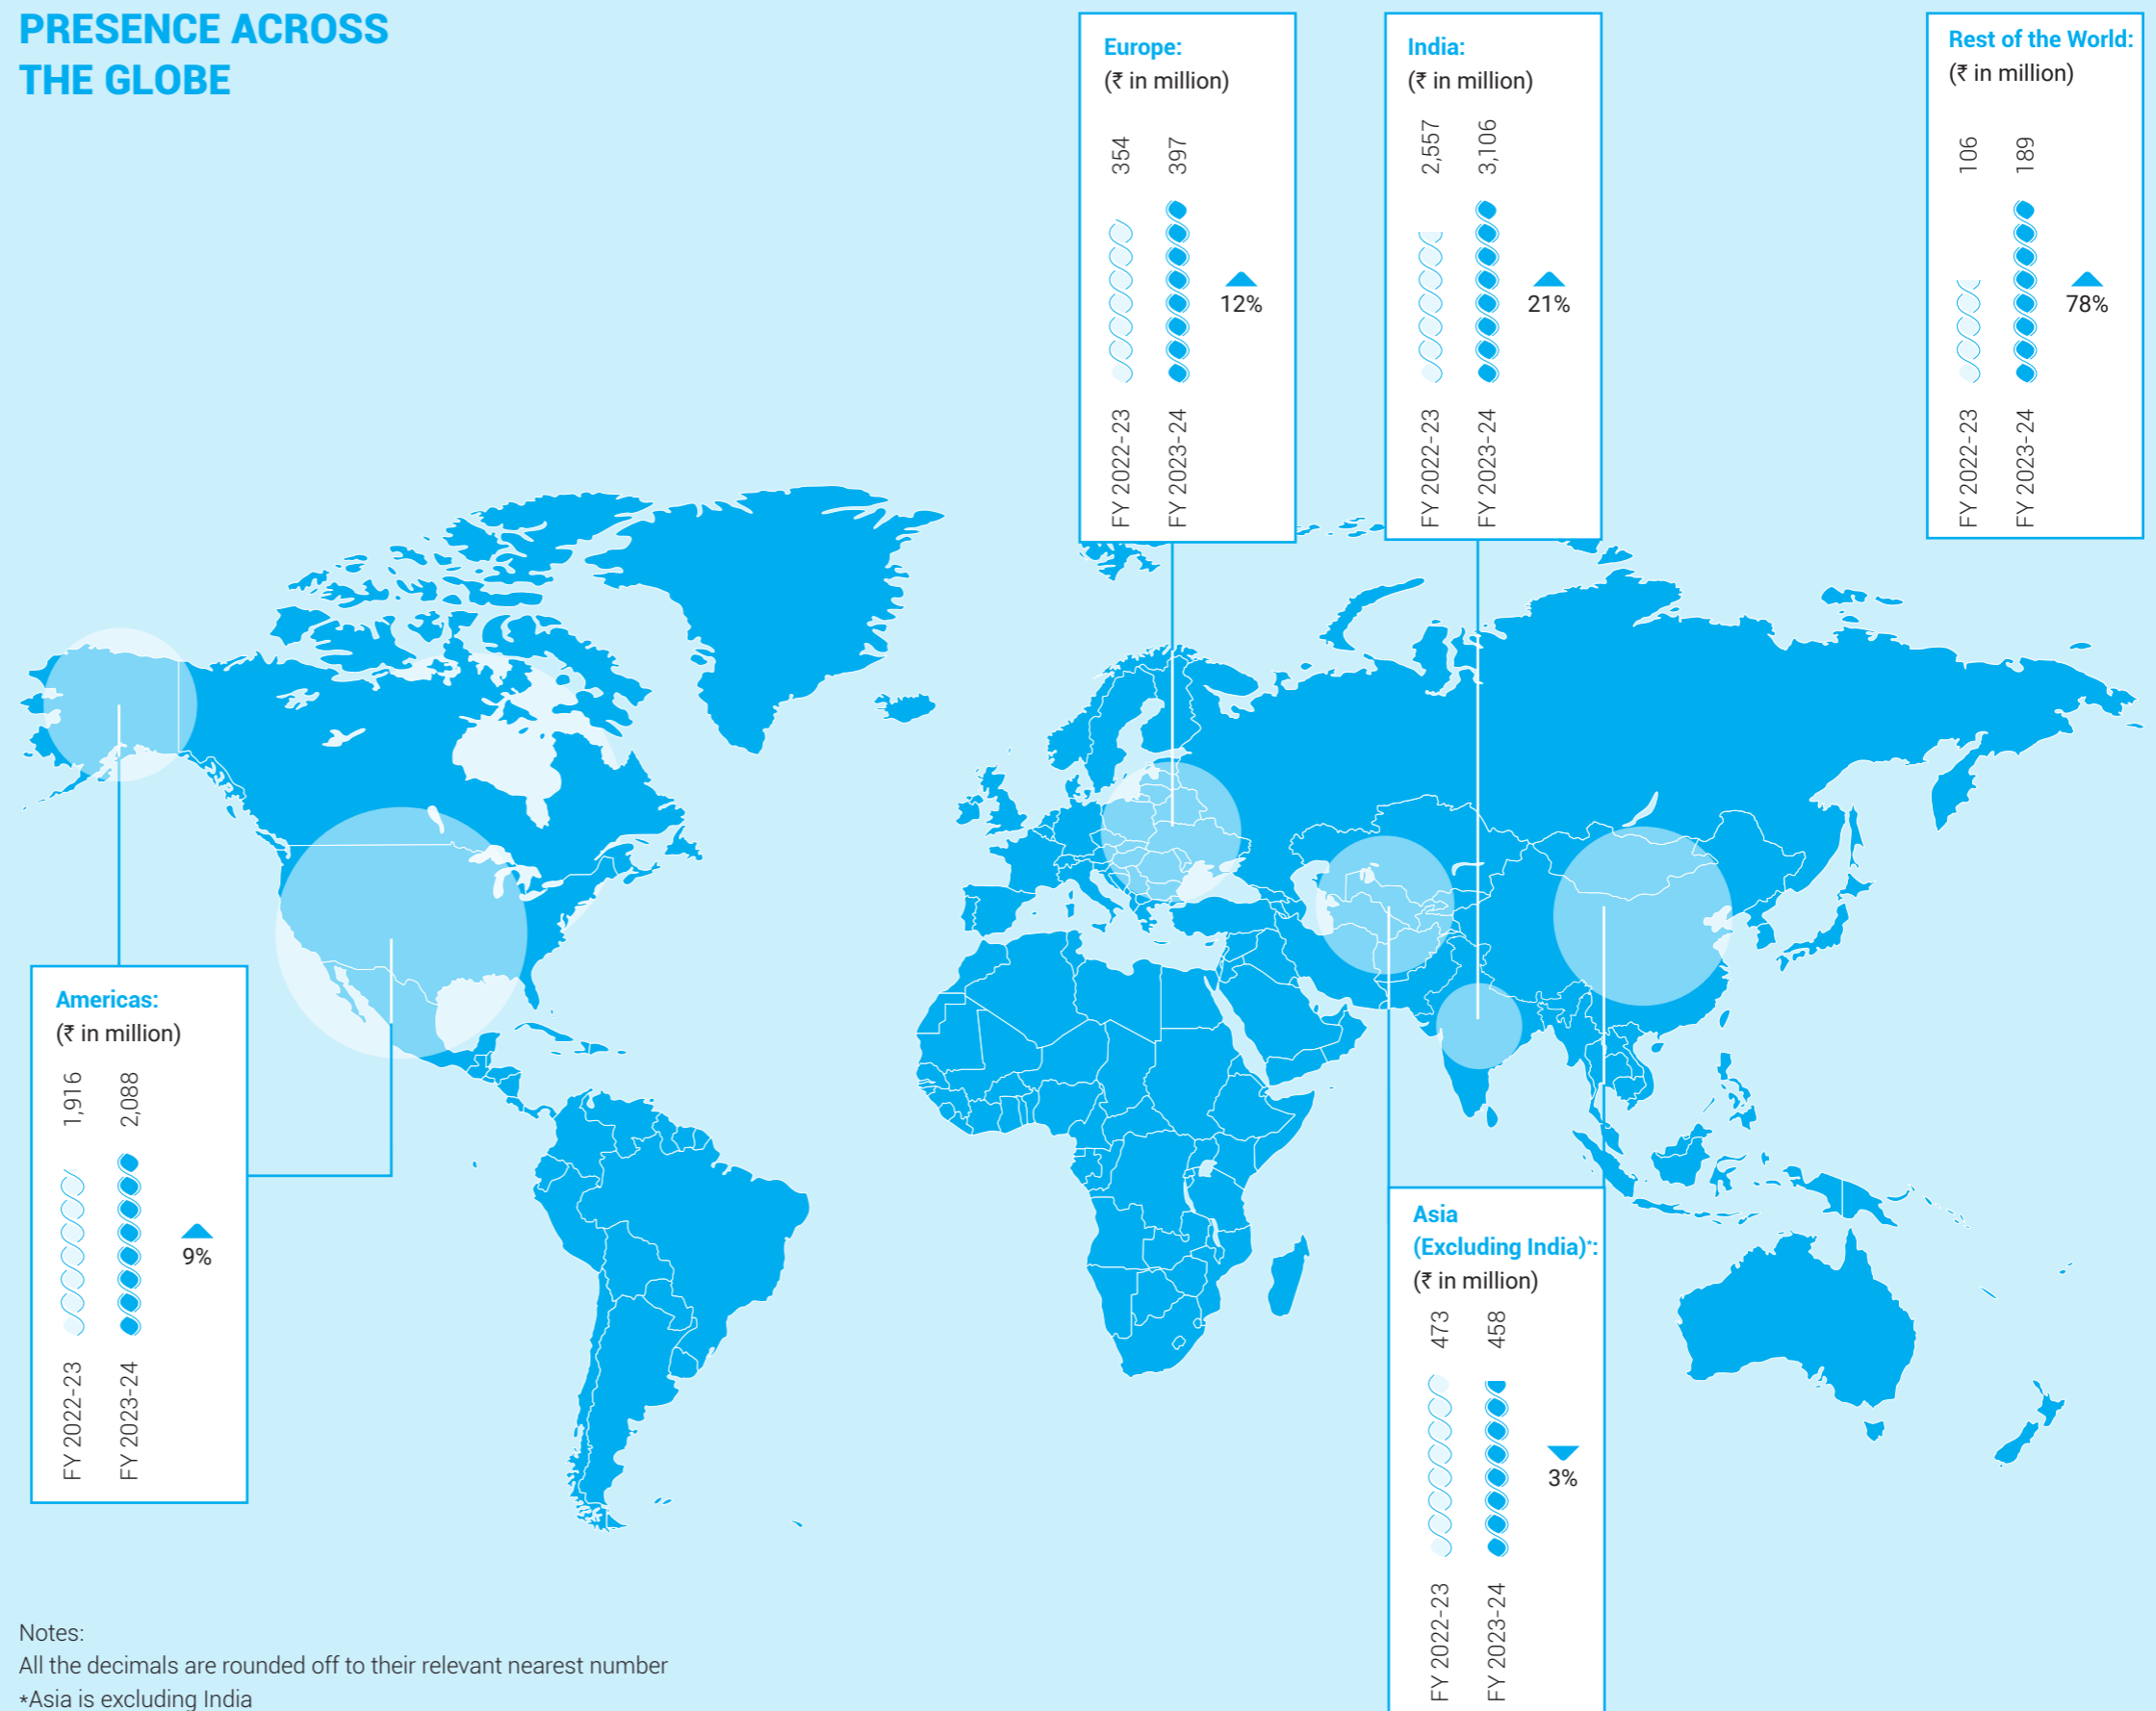 PRESENCE ACROSS
THE GLOBE
Europe:
(₹ in million)
354
397
12%
FY 2022-23
FY 2023-24
India:
(₹ in million)
2,557
3,106
21%
FY 2022-23
FY 2023-24
Rest of the World:
(₹ in million)
106
189
78%
FY 2022-23
FY 2023-24
Americas:
(₹ in million)
1,916
2,088
9%
FY 2022-23
FY 2023-24
Asia
(Excluding India)*:
(₹ in million)
473
458
3%
FY 2022-23
FY 2023-24
Notes:
All the decimals are rounded off to their relevant nearest number
*Asia is excluding India